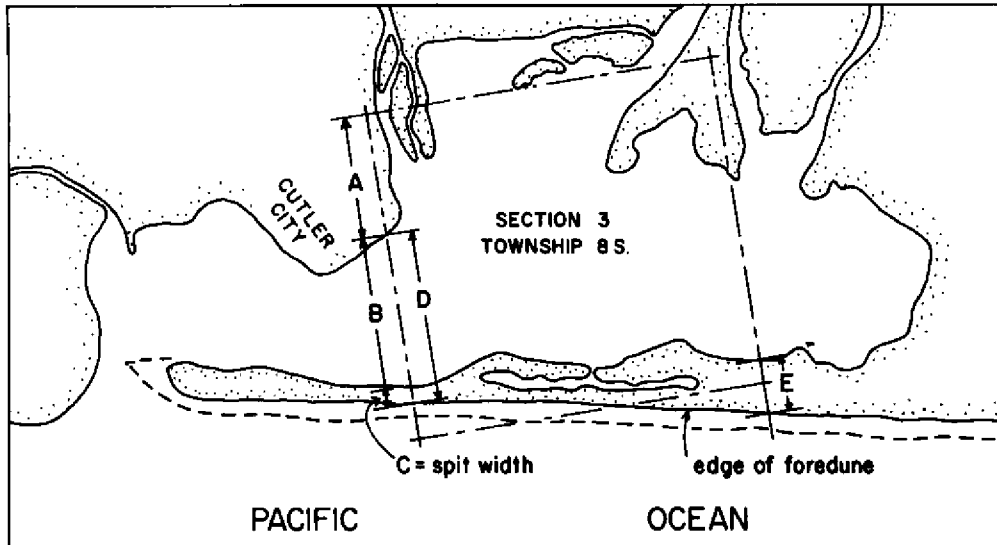 A
CUTLER
CITY
SECTION 3
TOWNSHIP 8 S.
B
D
E
C = spit width
edge of foredune
PACIFIC OCEAN